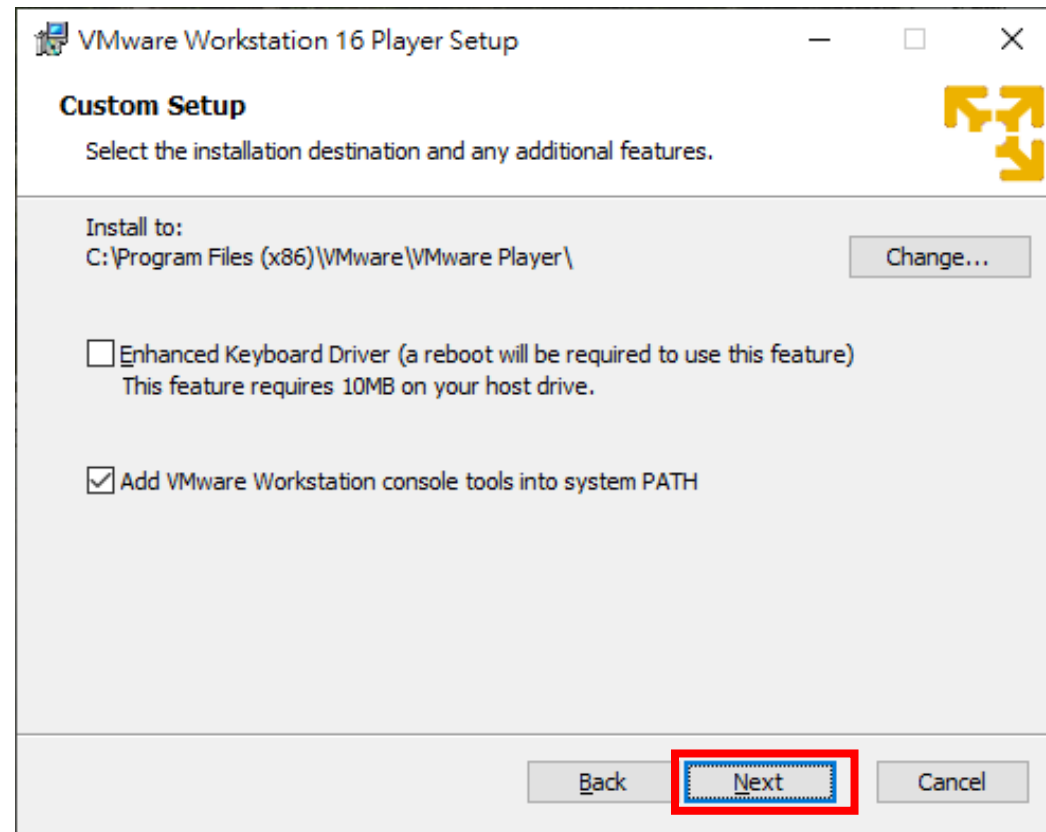 VMware Workstation 16 Player Setup
Custom Setup
Select the installation destination and any additional features.
Install to:
C:\Program Files (x86)\VMware\VMware Player\
Change...
Enhanced Keyboard Driver (a reboot will be required to use this feature)
This feature requires 10MB on your host drive.
Add VMware Workstation console tools into system PATH
Back Next Cancel